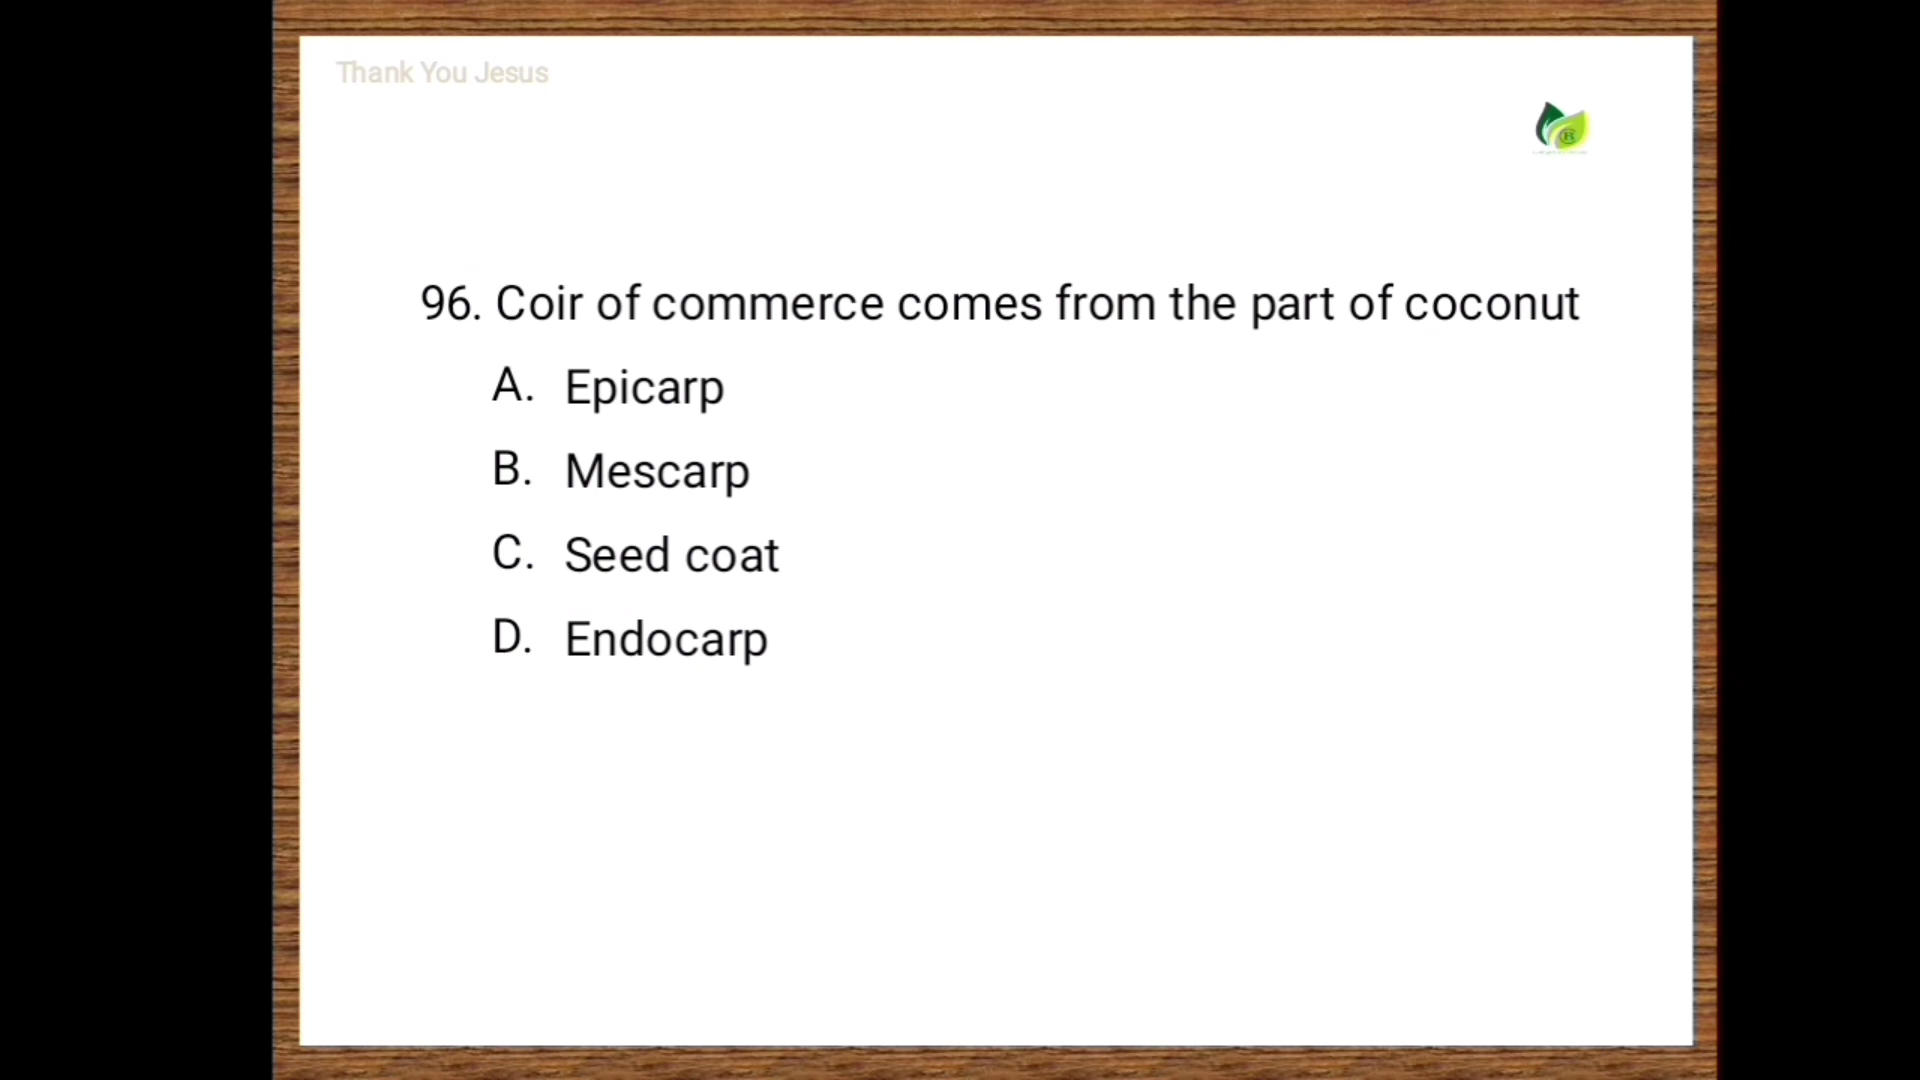 Thank You Jesus
96. Coir of commerce comes from the part of coconut
A. Epicarp
B. Mescarp
C. Seed coat
D. Endocarp